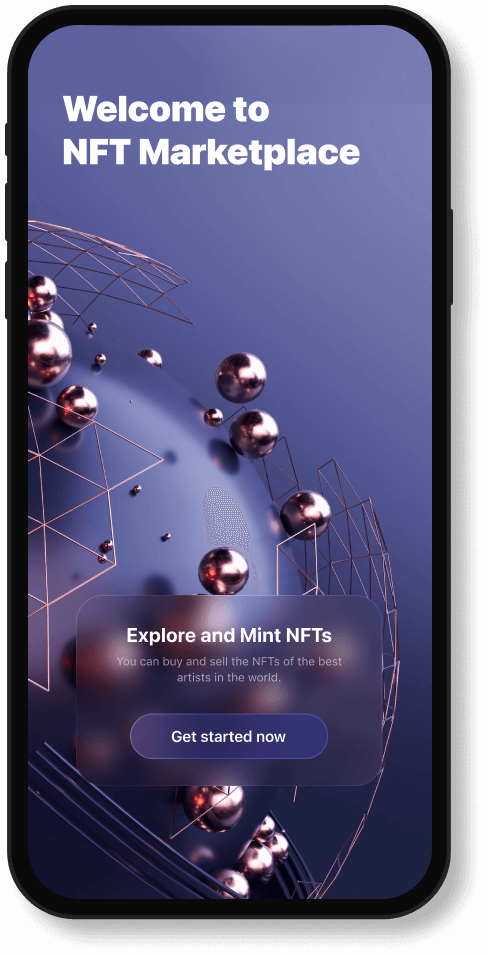 Welcome to
NFT Marketplace
Explore and Mint NFTs
You can buy and sell the NFTs of the best
artists in the world.
Get started now